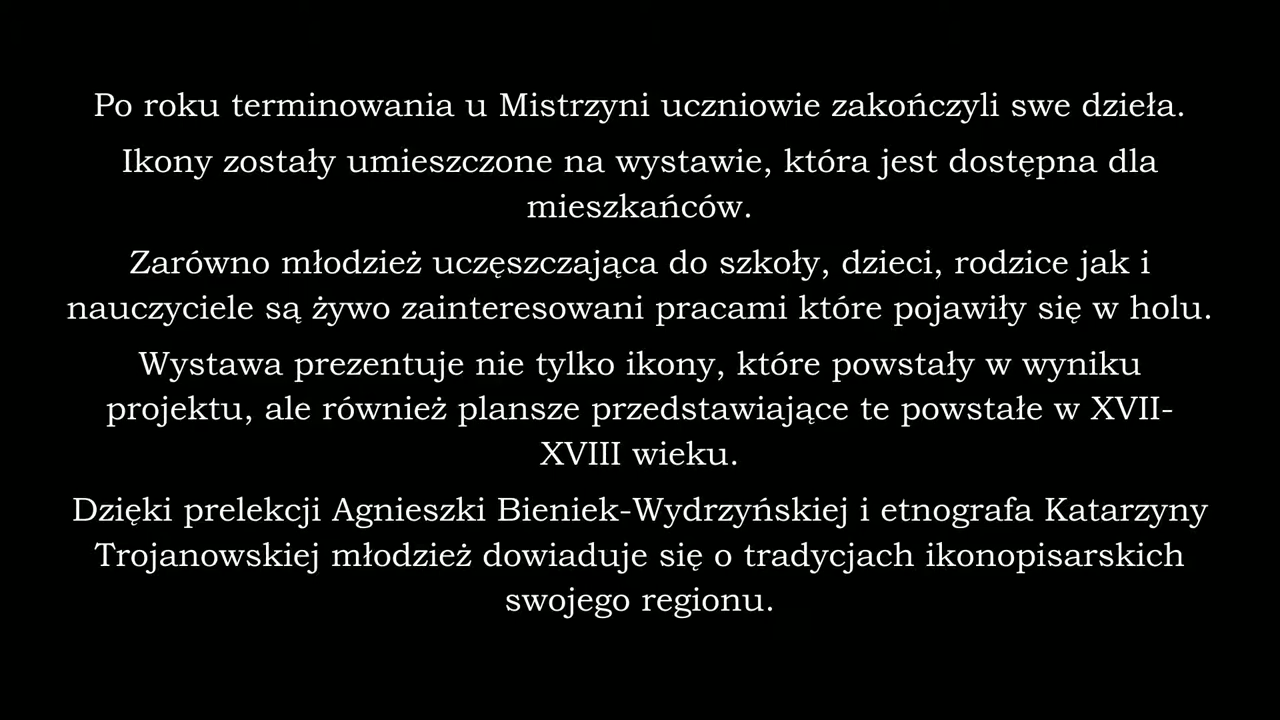 Po roku terminowania u Mistrzyni uczniowie zakończyli swe dzieła.
Ikony zostały umieszczone na wystawie, która jest dostępna dla
mieszkańców.
Zarówno młodzież uczęszczająca do szkoły, dzieci, rodzice jak i
nauczyciele są żywo zainteresowani pracami które pojawiły się w holu.
Wystawa prezentuje nie tylko ikony, które powstały w wyniku
projektu, ale również plansze przedstawiające te powstałe w XVII-
XVIII wieku.
Dzięki prelekcji Agnieszki Bieniek-Wydrzyńskiej i etnografa Katarzyny
Trojanowskiej młodzież dowiaduje się o tradycjach ikonopisarskich
swojego regionu.